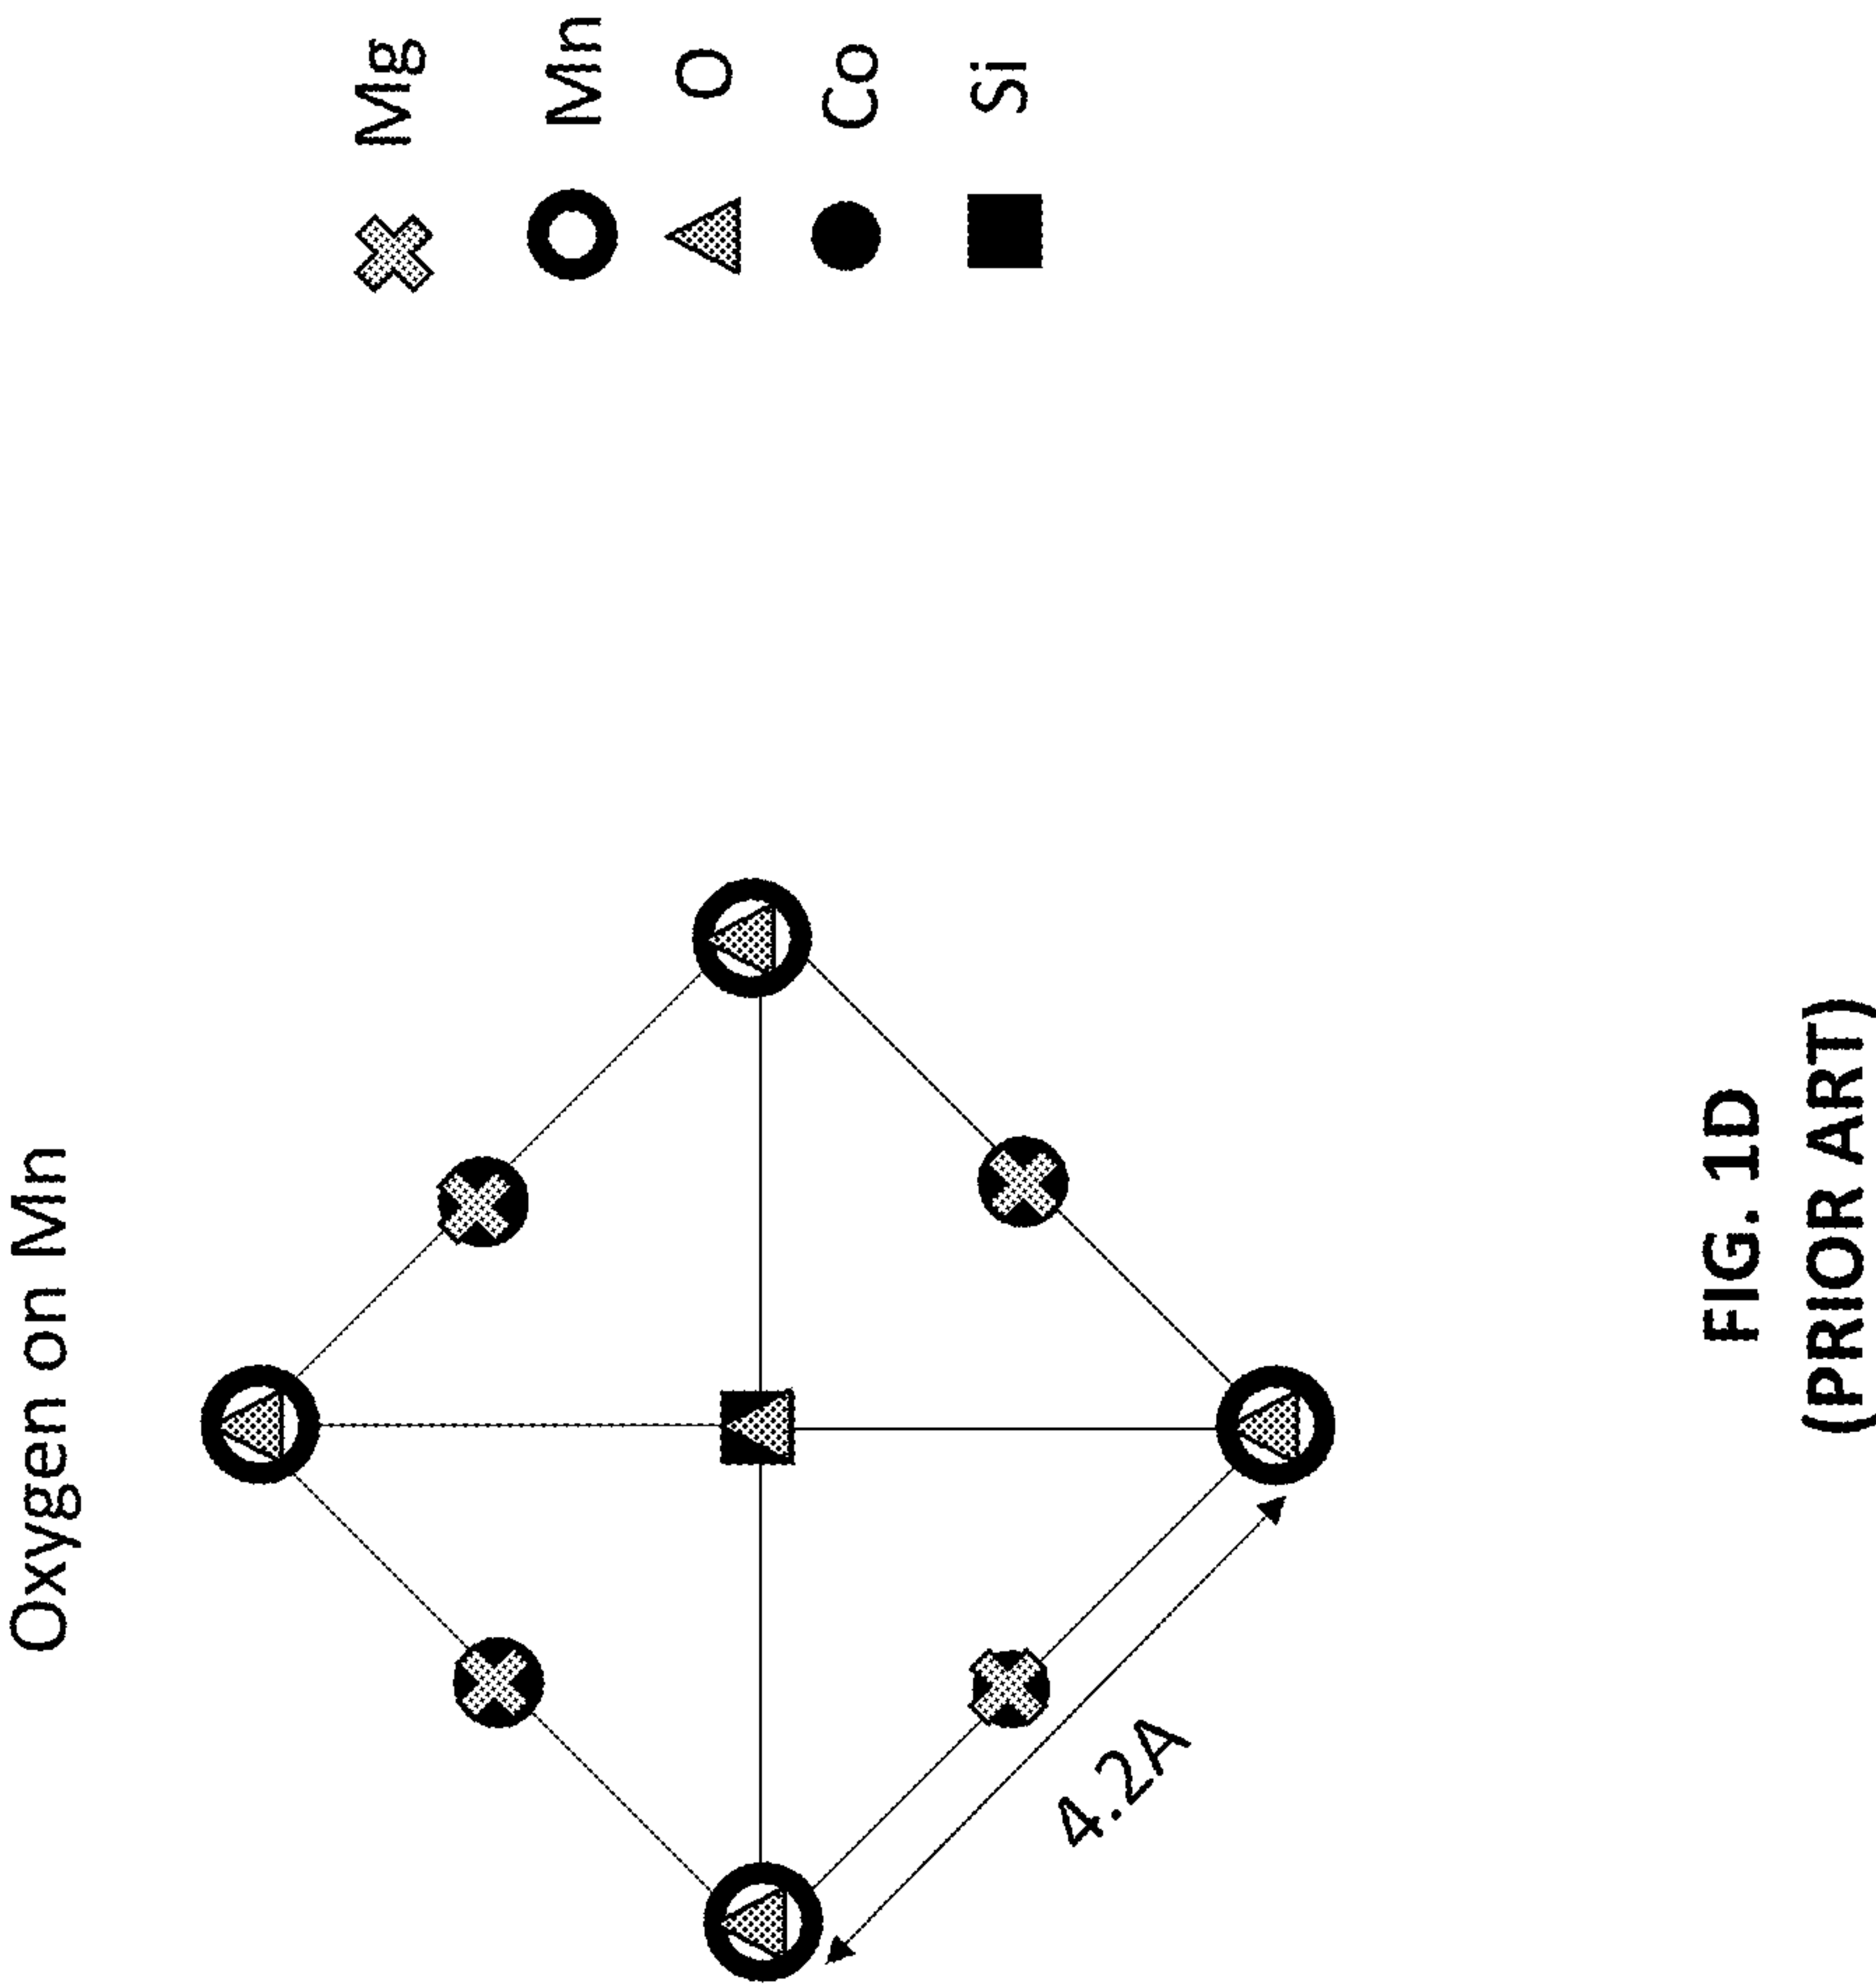 Oxygen on Mn
Mg
Mn
O
Co
Si
4.2A
FIG. 1D
(PRIOR ART)